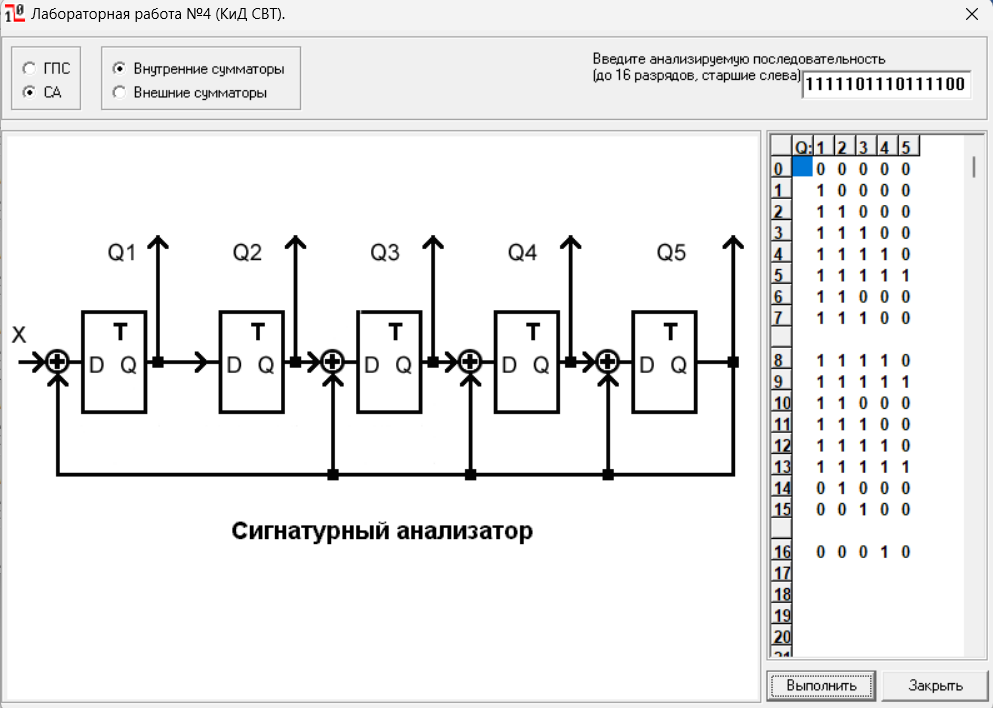 Лабораторная работа №4 (КиД СВТ).
ГПС
СА
Внутренние сумматоры
Внешние сумматоры
Введите анализируемую последовательность
(до 16 разрядов, старшие слева)
1111101110111100
Q1 Q2 Q3 Q4 Q5
X
T T T T T
D Q D Q D Q D Q D Q
Сигнатурный анализатор
Q: 1 2 3 4 5
0 0 0 0 0 0
1 1 0 0 0 0
2 1 1 0 0 0
3 1 1 1 0 0
4 1 1 1 1 0
5 1 1 1 1 1
6 1 1 0 0 0
7 1 1 1 0 0
8 1 1 1 1 0
9 1 1 1 1 1
10 1 1 0 0 0
11 1 1 1 0 0
12 1 1 1 1 0
13 1 1 1 1 1
14 0 1 0 0 0
15 0 0 1 0 0
16 0 0 0 1 0
17
18
19
20
21
Выполнить
Закрыть